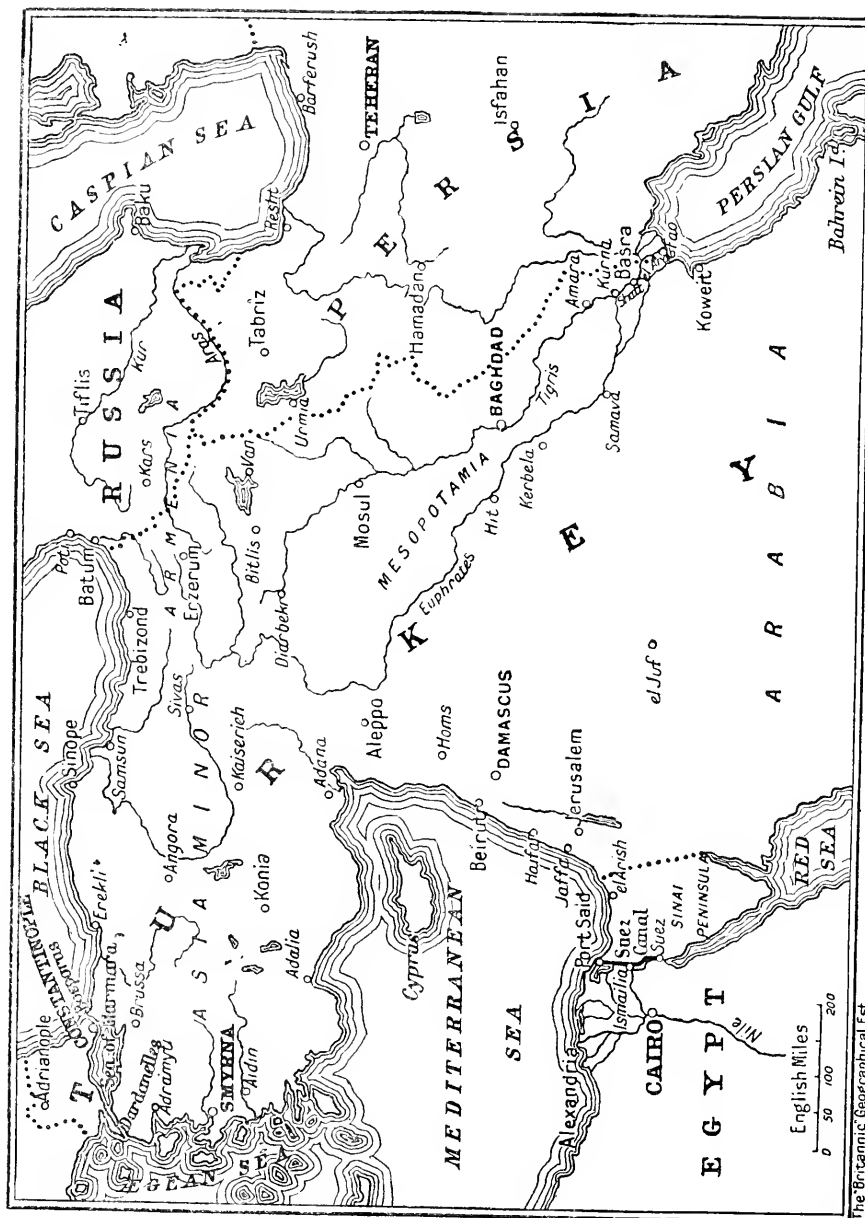 BLACK SEA
CASPIAN SEA
RUSSIA
CONSTANTINOPLE
Bosporus
Adrianople
Sea of Marmara
Dardanelles
Adramyti
Brussa
Erekli
Sinope
Samsun
Trebizond
Batum
Poti
Tiflis
Kur
Kars
Baku
Aras
ARMENIA
Erzerum
Sivas
Angora
ASIA MINOR
Kaiserieh
SMYRNA
Aidin
Konia
Adalia
Adana
ÆGEAN SEA
Bitlis
Van
Diarbekr
Urmia
Tabriz
Resht
Barferush
TEHERAN
PERSIA
Hamadan
Isfahan
Mosul
MESOPOTAMIA
Aleppo
Homs
Euphrates
Hit
BAGHDAD
Tigris
Kerbela
Amara
Kurna
Basra
Fao
Samava
Kowert
PERSIAN GULF
Bahrein Id.
TURKEY
Cyprus
MEDITERRANEAN
SEA
Beirut
DAMASCUS
Haifa
Jaffa
Jerusalem
el Arish
Port Said
Suez
Canal
Ismailia
Suez
SINAI
PENINSULA
RED
SEA
el Juf
ARABIA
Alexandria
CAIRO
Nile
EGYPT
English Miles
0 50 100 200
The "Britannic" Geographical Est.